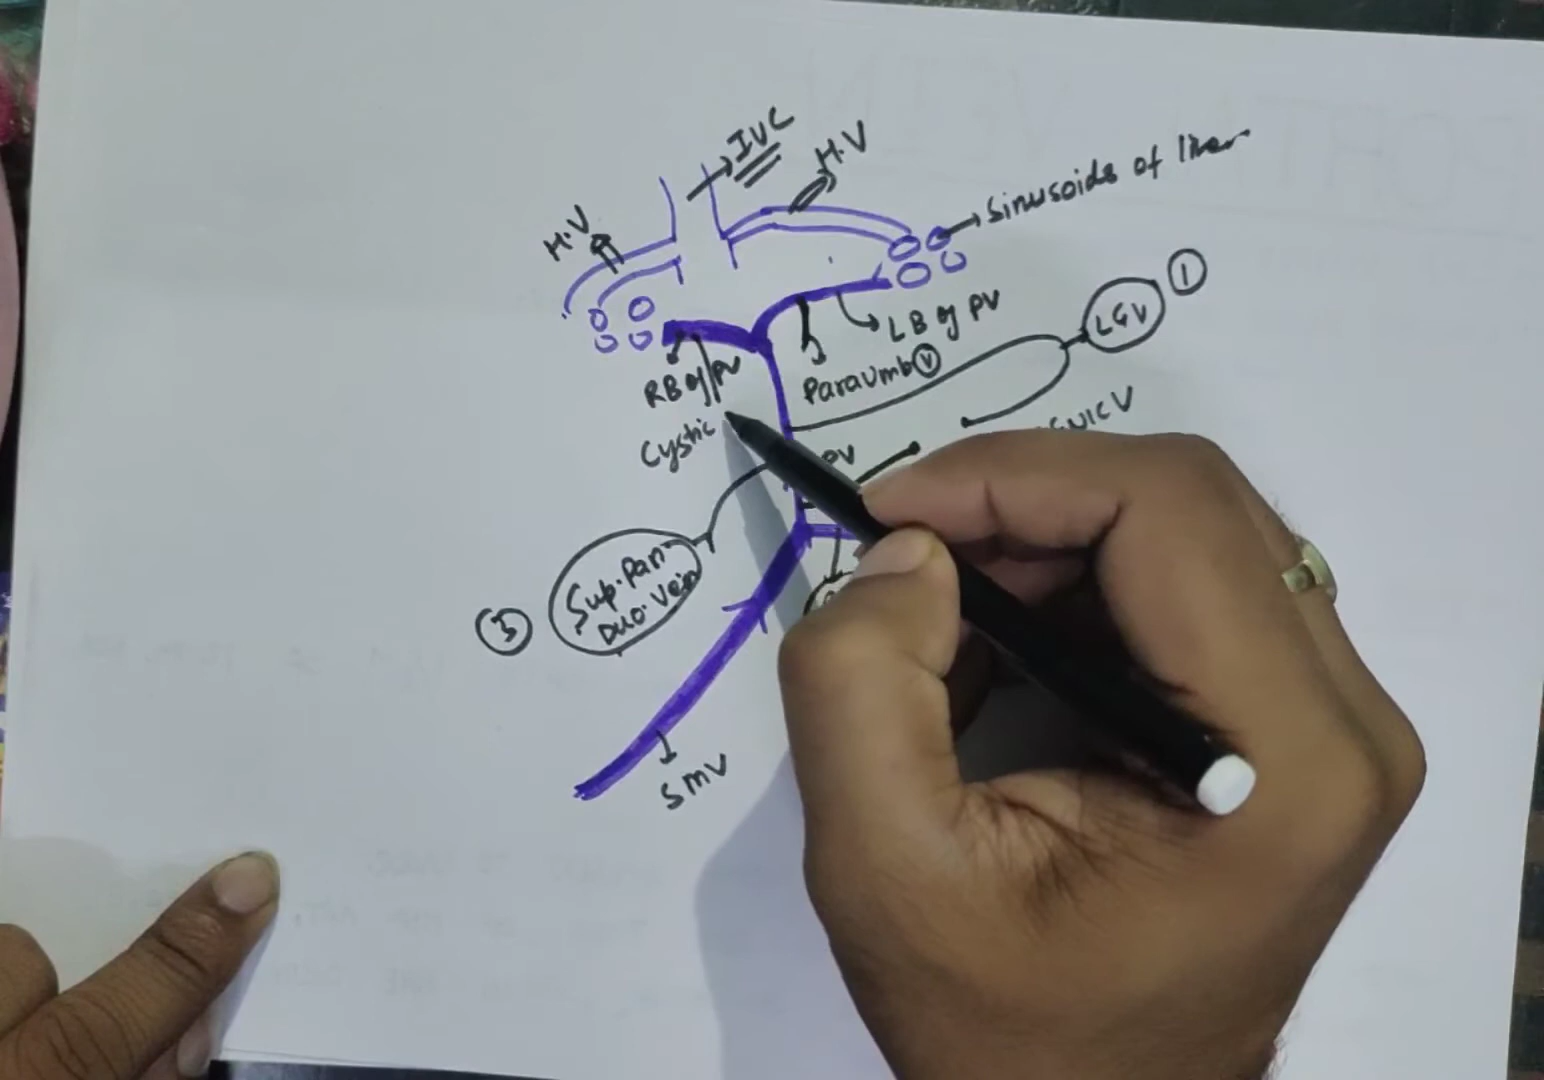 IVC
H.V
H.V
Sinusoids of liver
1
LGV
LB of PV
RB of PV
ParaUmb V
Cystic
PV
Sup. Pan
Duo. Vein
3
SMV